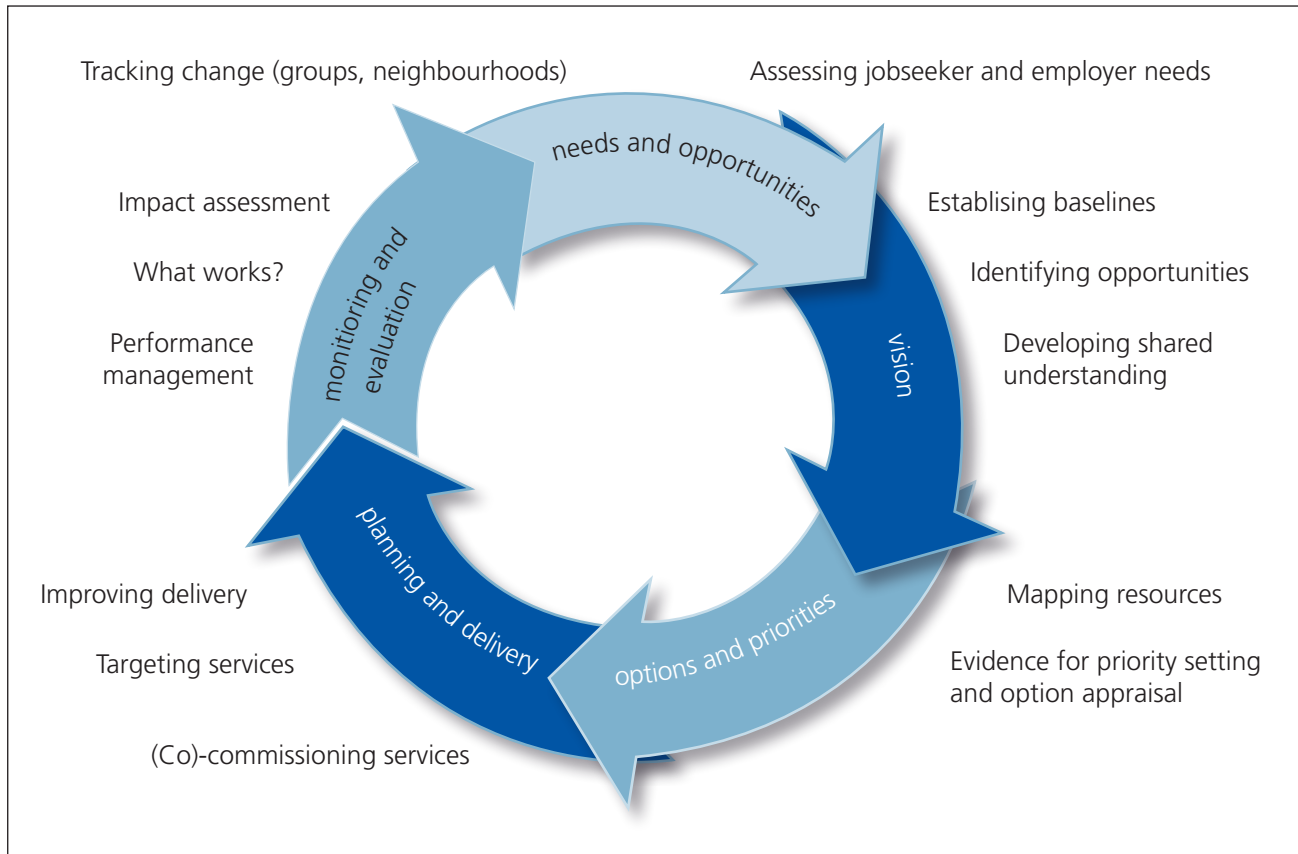 Tracking change (groups, neighbourhoods)
Assessing jobseeker and employer needs
needs and opportunities
Impact assessment
Establising baselines
What works?
Identifying opportunities
monitioring and
evaluation
vision
Performance
management
Developing shared
understanding
planning and delivery
options and priorities
Improving delivery
Mapping resources
Targeting services
Evidence for priority setting
and option appraisal
(Co)-commissioning services